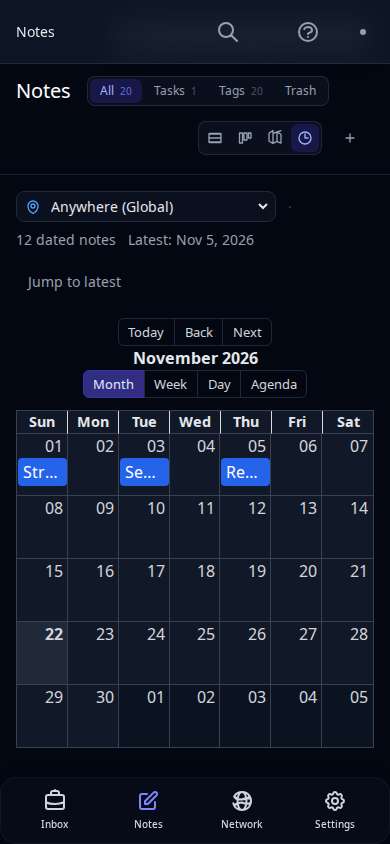 Notes
Notes All 20 Tasks 1 Tags 20 Trash
Anywhere (Global)
12 dated notes Latest: Nov 5, 2026
Jump to latest
Today Back Next
November 2026
Month Week Day Agenda
Sun Mon Tue Wed Thu Fri Sat
01 02 03 04 05 06 07
Str... Se... Re...
08 09 10 11 12 13 14
15 16 17 18 19 20 21
22 23 24 25 26 27 28
29 30 01 02 03 04 05
Inbox Notes Network Settings